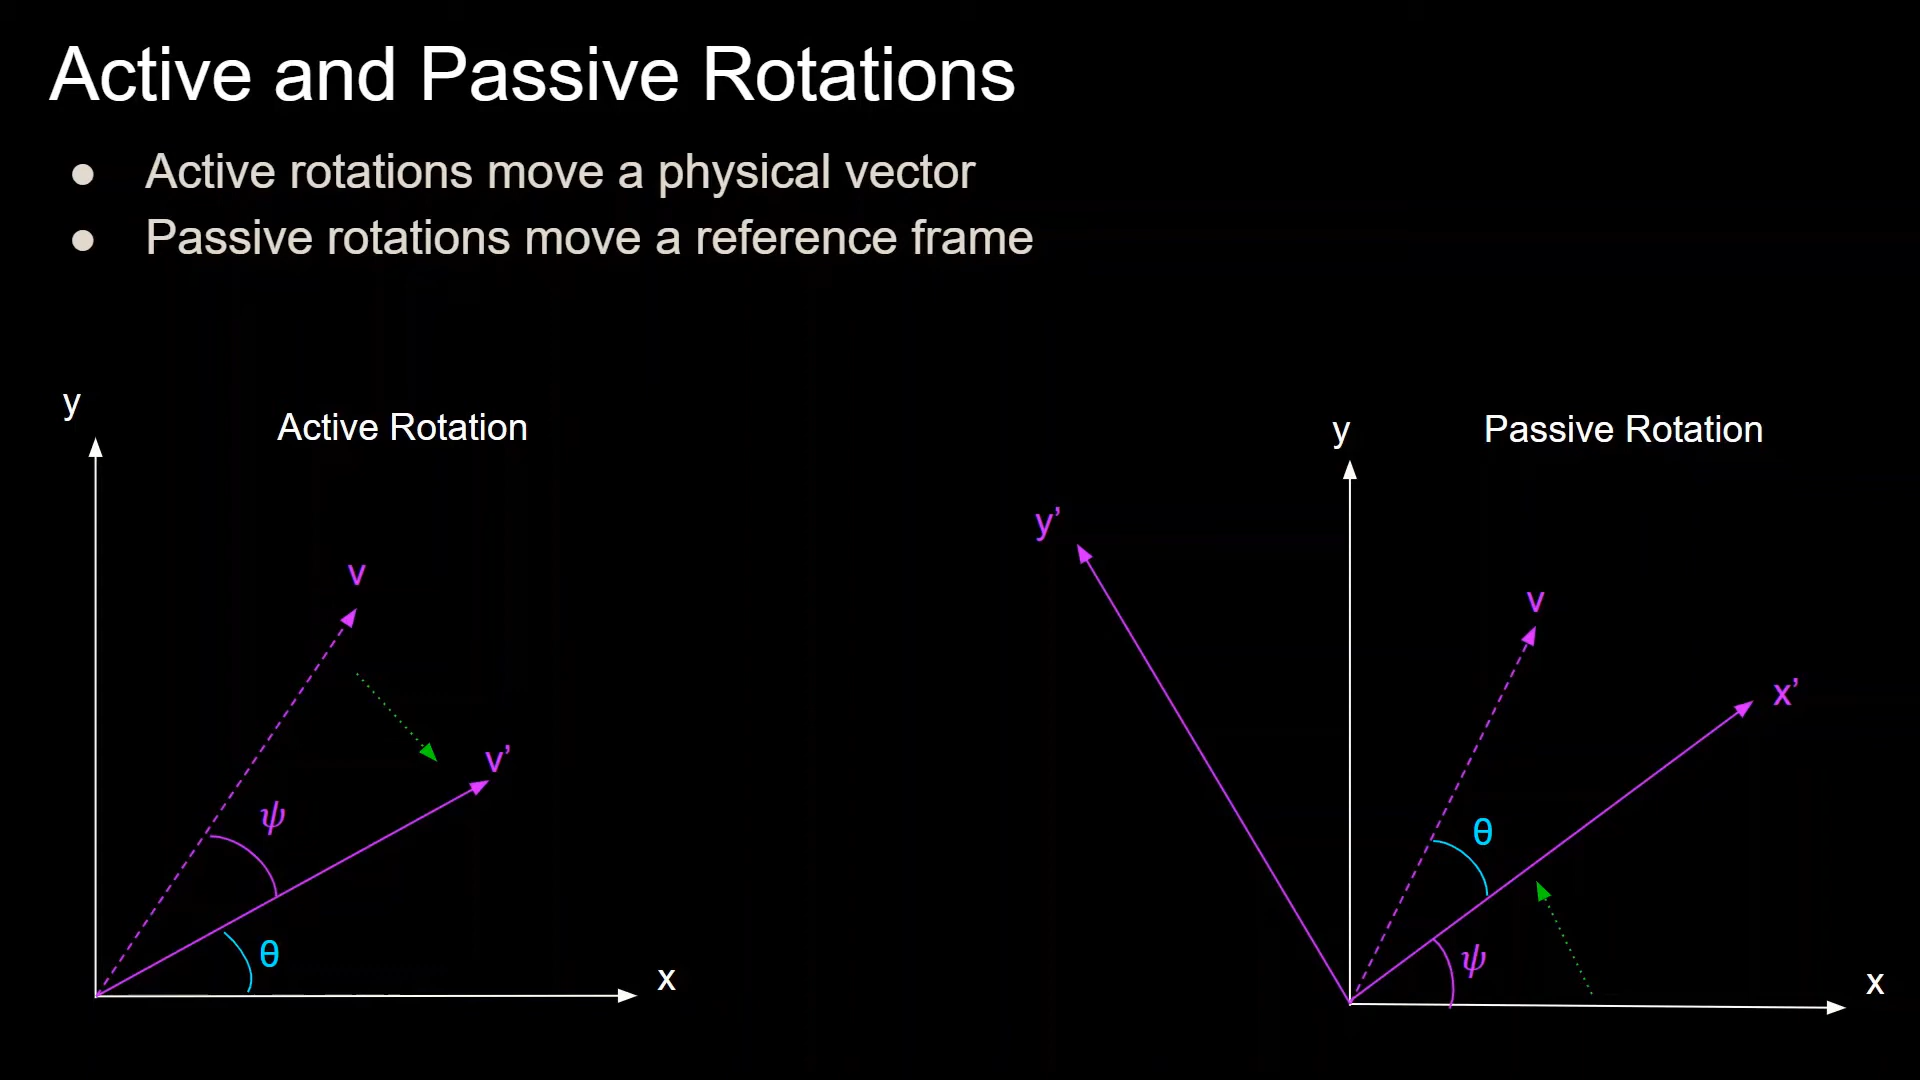 Active and Passive Rotations
● Active rotations move a physical vector
● Passive rotations move a reference frame
y
Active Rotation
v
v’
ψ
θ
x
y
Passive Rotation
y’
v
x’
θ
ψ
x